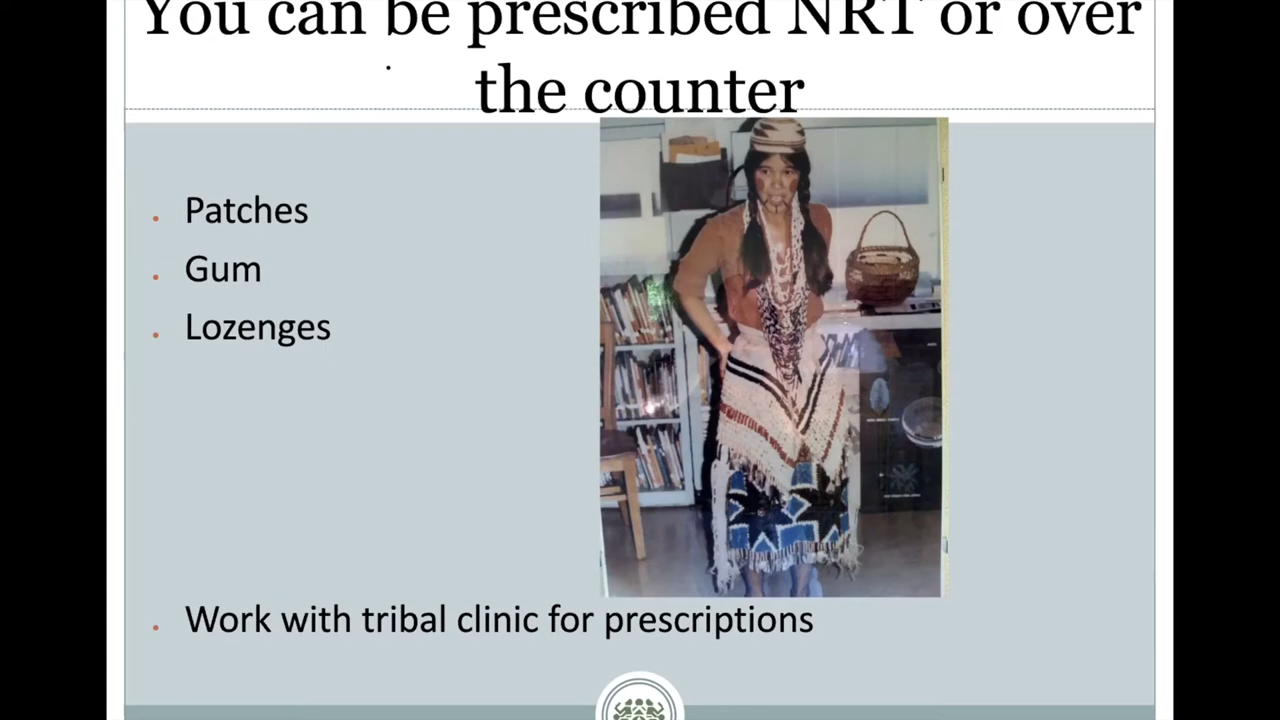 You can be prescribed NRT or over
the counter
Patches
Gum
Lozenges
Work with tribal clinic for prescriptions